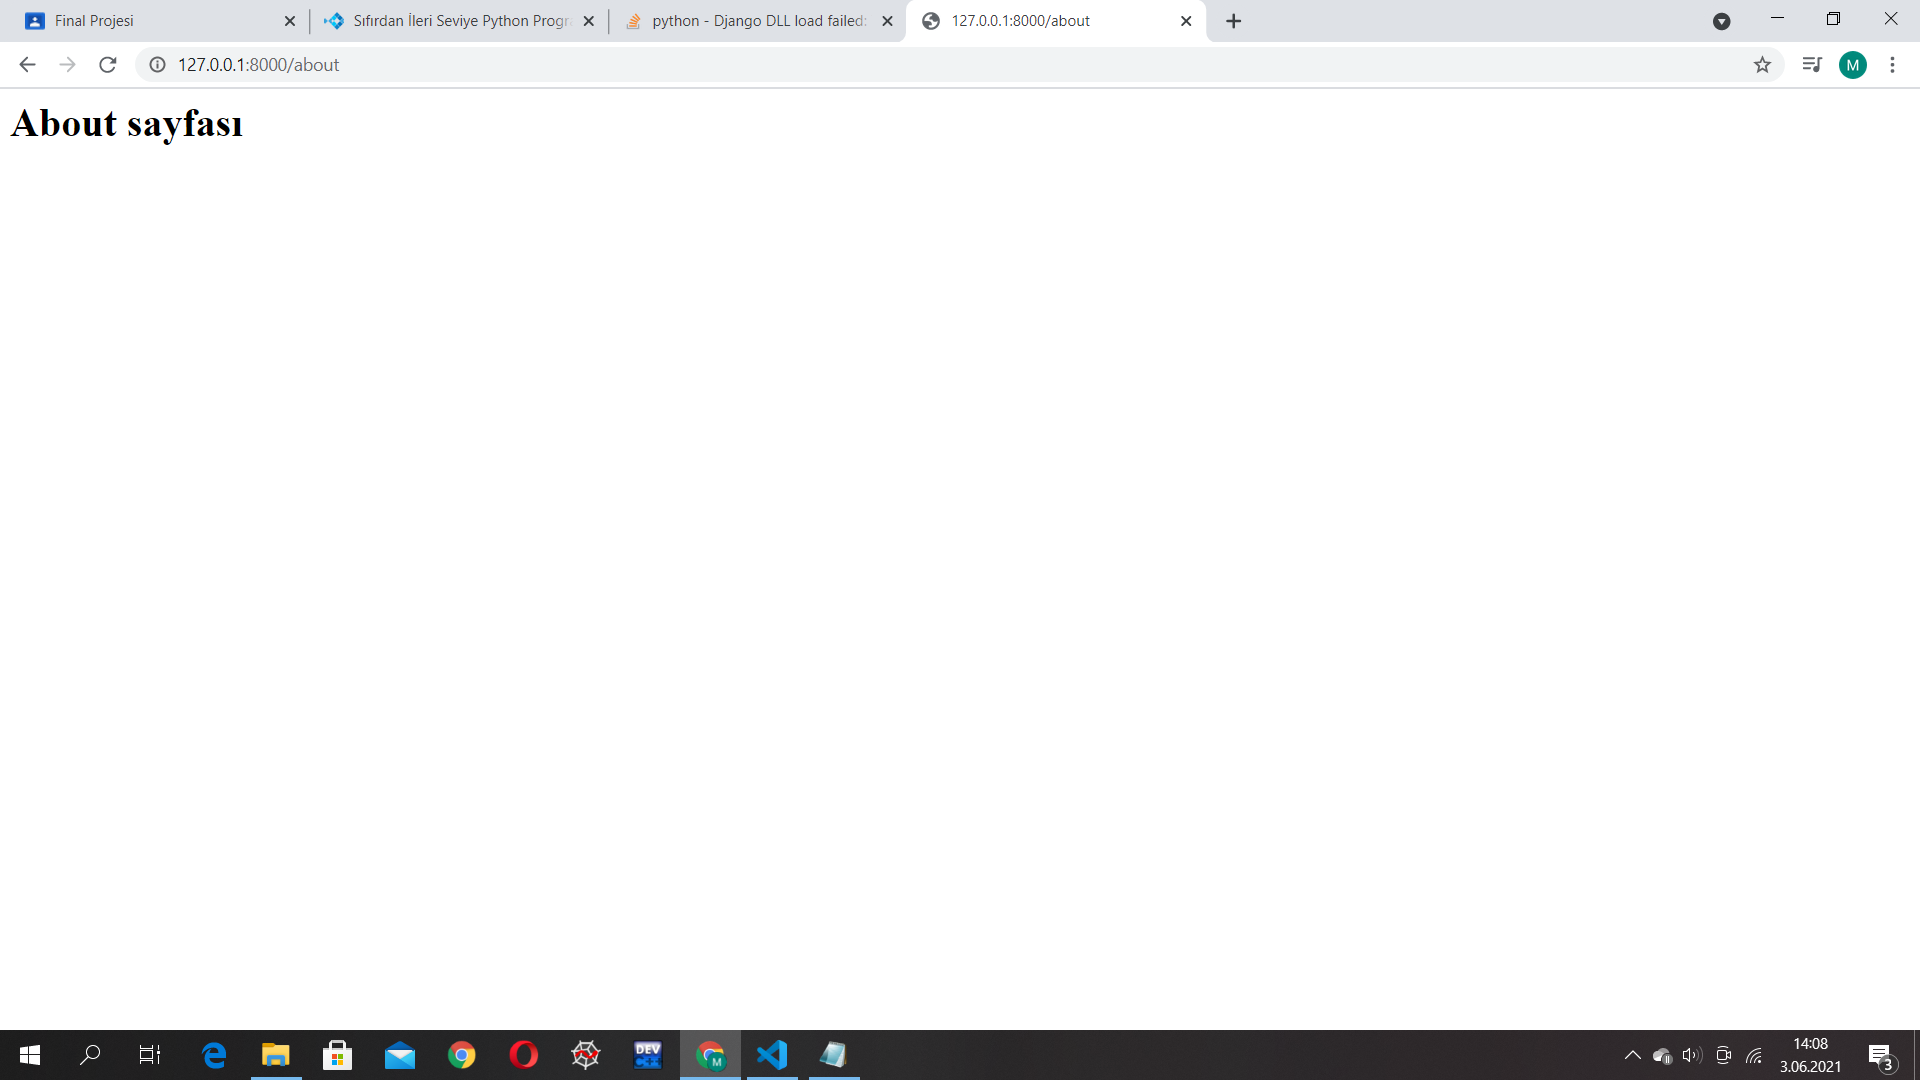 Final Projesi
Sıfırdan İleri Seviye Python Progra
python - Django DLL load failed:
127.0.0.1:8000/about
127.0.0.1:8000/about
M
About sayfası
DEV
C++
M
14:08
3.06.2021
3